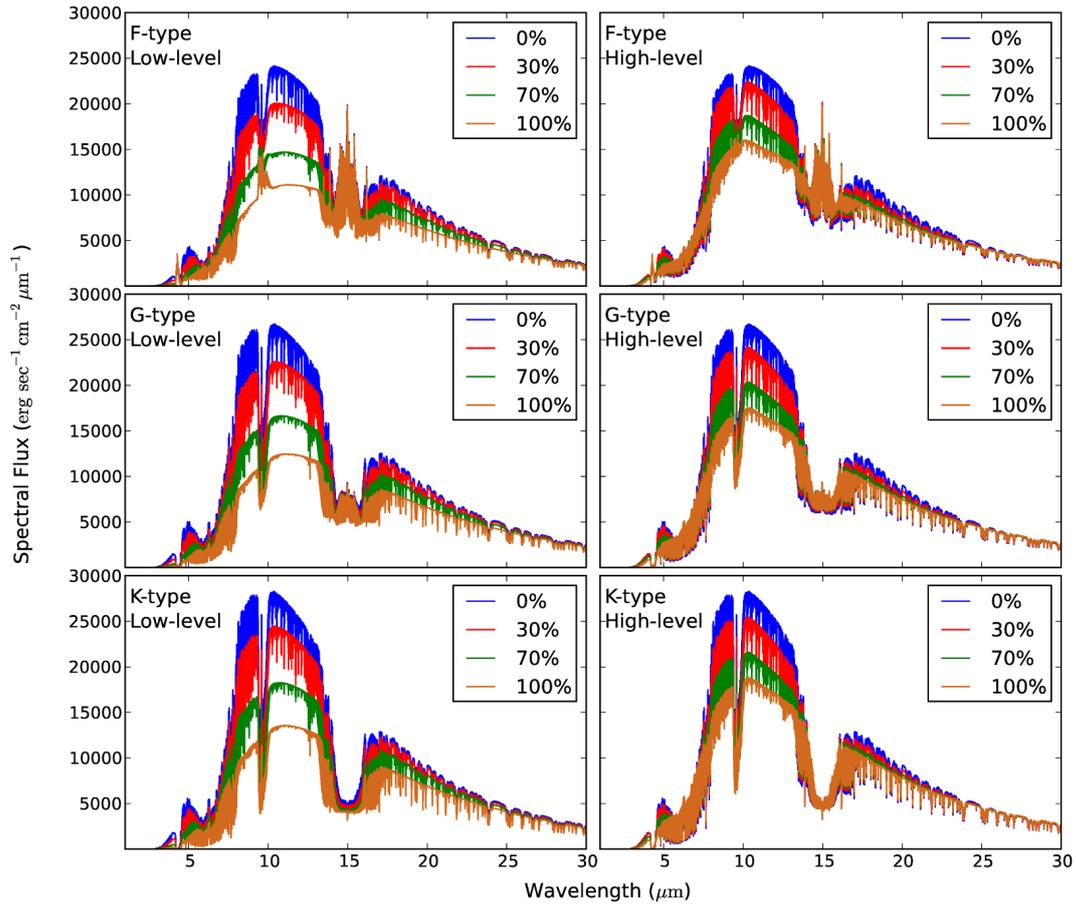 Spectral Flux (erg sec⁻¹ cm⁻² μm⁻¹)
30000
25000
20000
15000
10000
5000
F-type
Low-level
0%
30%
70%
100%
F-type
High-level
0%
30%
70%
100%
30000
25000
20000
15000
10000
5000
G-type
Low-level
0%
30%
70%
100%
G-type
High-level
0%
30%
70%
100%
30000
25000
20000
15000
10000
5000
K-type
Low-level
0%
30%
70%
100%
K-type
High-level
0%
30%
70%
100%
5 10 15 20 25 30
5 10 15 20 25 30
Wavelength (μm)